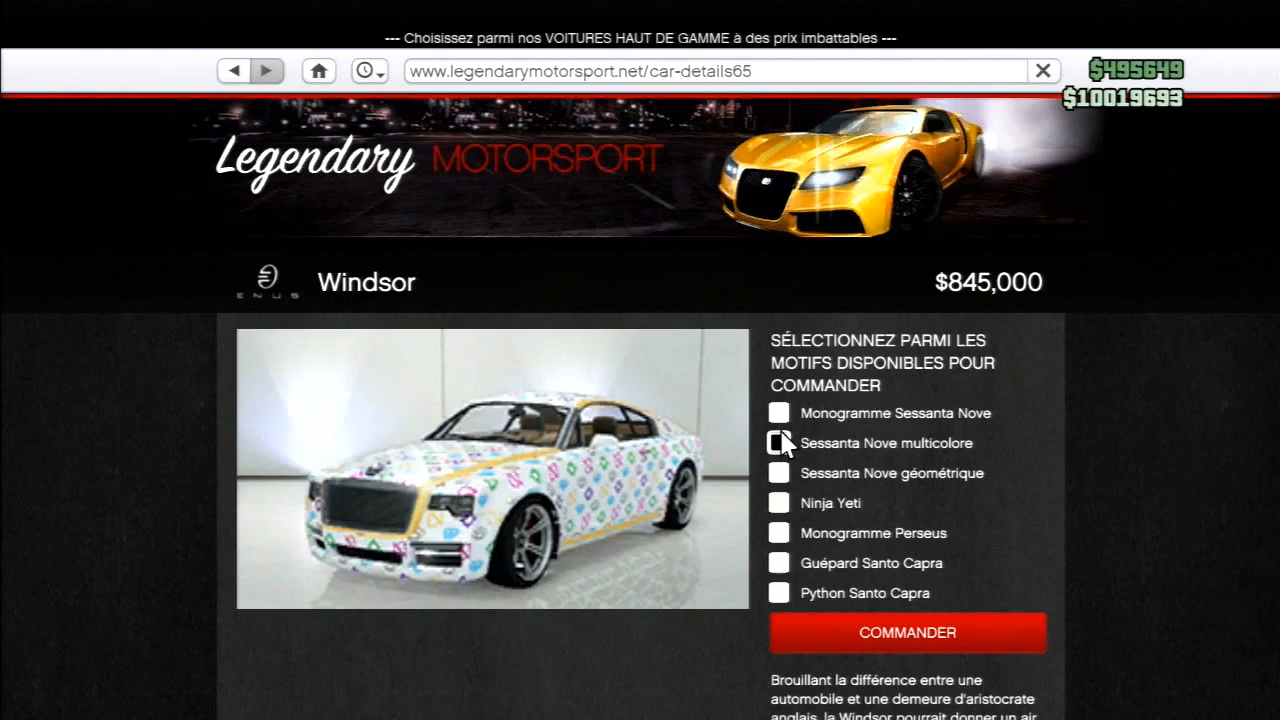 --- Choisissez parmi nos VOITURES HAUT DE GAMME à des prix imbattables ---
www.legendarymotorsport.net/car-details65
$495649
$10019693
Legendary MOTORSPORT
ENUS
Windsor
$845,000
SÉLECTIONNEZ PARMI LES
MOTIFS DISPONIBLES POUR
COMMANDER
Monogramme Sessanta Nove
Sessanta Nove multicolore
Sessanta Nove géométrique
Ninja Yeti
Monogramme Perseus
Guépard Santo Capra
Python Santo Capra
COMMANDER
Brouillant la différence entre une
automobile et une demeure d'aristocrate
anglais, la Windsor pourrait donner un air